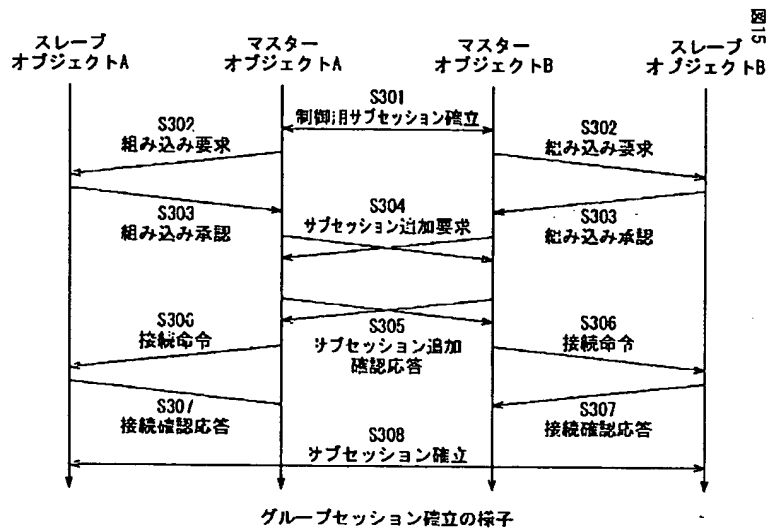 図15
スレーブ
オブジェクトA
マスター
オブジェクトA
マスター
オブジェクトB
スレーブ
オブジェクトB
S301
制御用サブセッション確立
S302
組み込み要求
S302
組み込み要求
S303
組み込み承認
S304
サブセッション追加要求
S303
組み込み承認
S306
接続命令
S305
サブセッション追加
確認応答
S306
接続命令
S307
接続確認応答
S308
サブセッション確立
S307
接続確認応答
グループセッション確立の様子